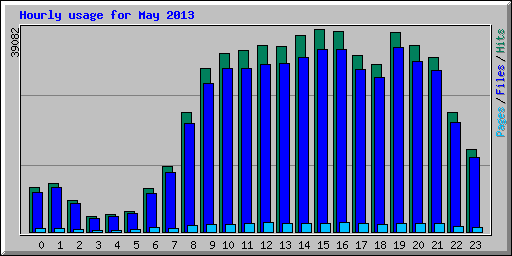 Hourly usage for May 2013
39082
Pages/Files/Hits
0 1 2 3 4 5 6 7 8 9 10 11 12 13 14 15 16 17 18 19 20 21 22 23